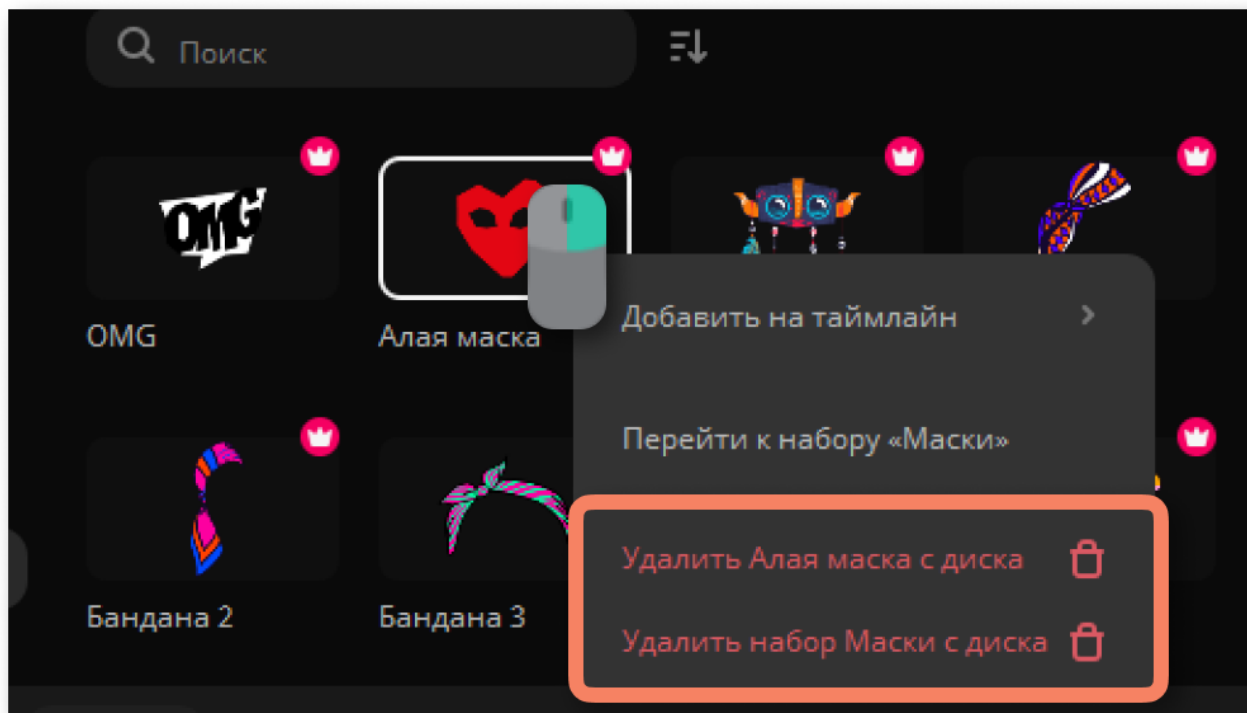 Поиск
OMG
OMG
Алая маска
Добавить на таймлайн
Перейти к набору «Маски»
Удалить Алая маска с диска
Удалить набор Маски с диска
Бандана 2
Бандана 3